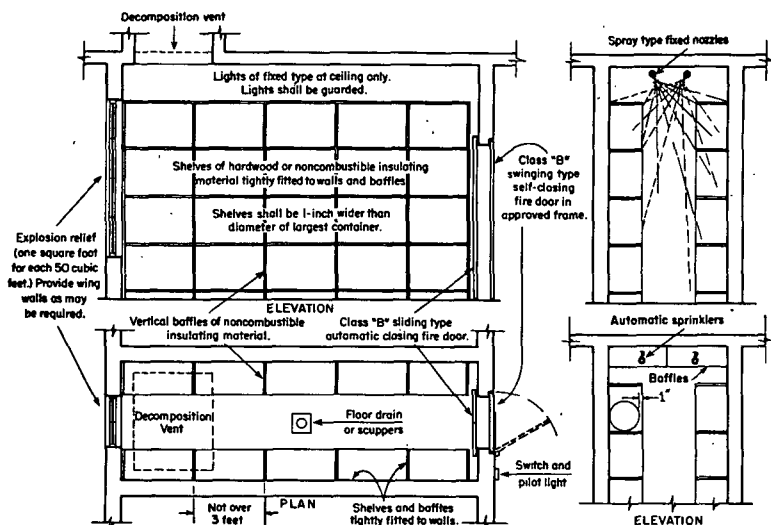 Decomposition vent
Lights of fixed type at ceiling only.
Lights shall be guarded.
Shelves of hardwood or noncombustible insulating
material tightly fitted to walls and baffles
Shelves shall be 1-inch wider than
diameter of largest container.
Explosion relief
(one square foot
for each 50 cubic
feet.) Provide wing
walls as may
be required.
Class "B"
swinging type
self-closing
fire door in
approved frame.
ELEVATION
Vertical baffles of noncombustible
insulating material.
Class "B" sliding type
automatic closing fire door.
Decomposition
Vent
Floor drain
or scuppers
Switch and
pilot light
Not over
3 feet
PLAN
Shelves and baffles
tightly fitted to walls.
Spray type fixed nozzles
Automatic sprinklers
Baffles
1"
ELEVATION